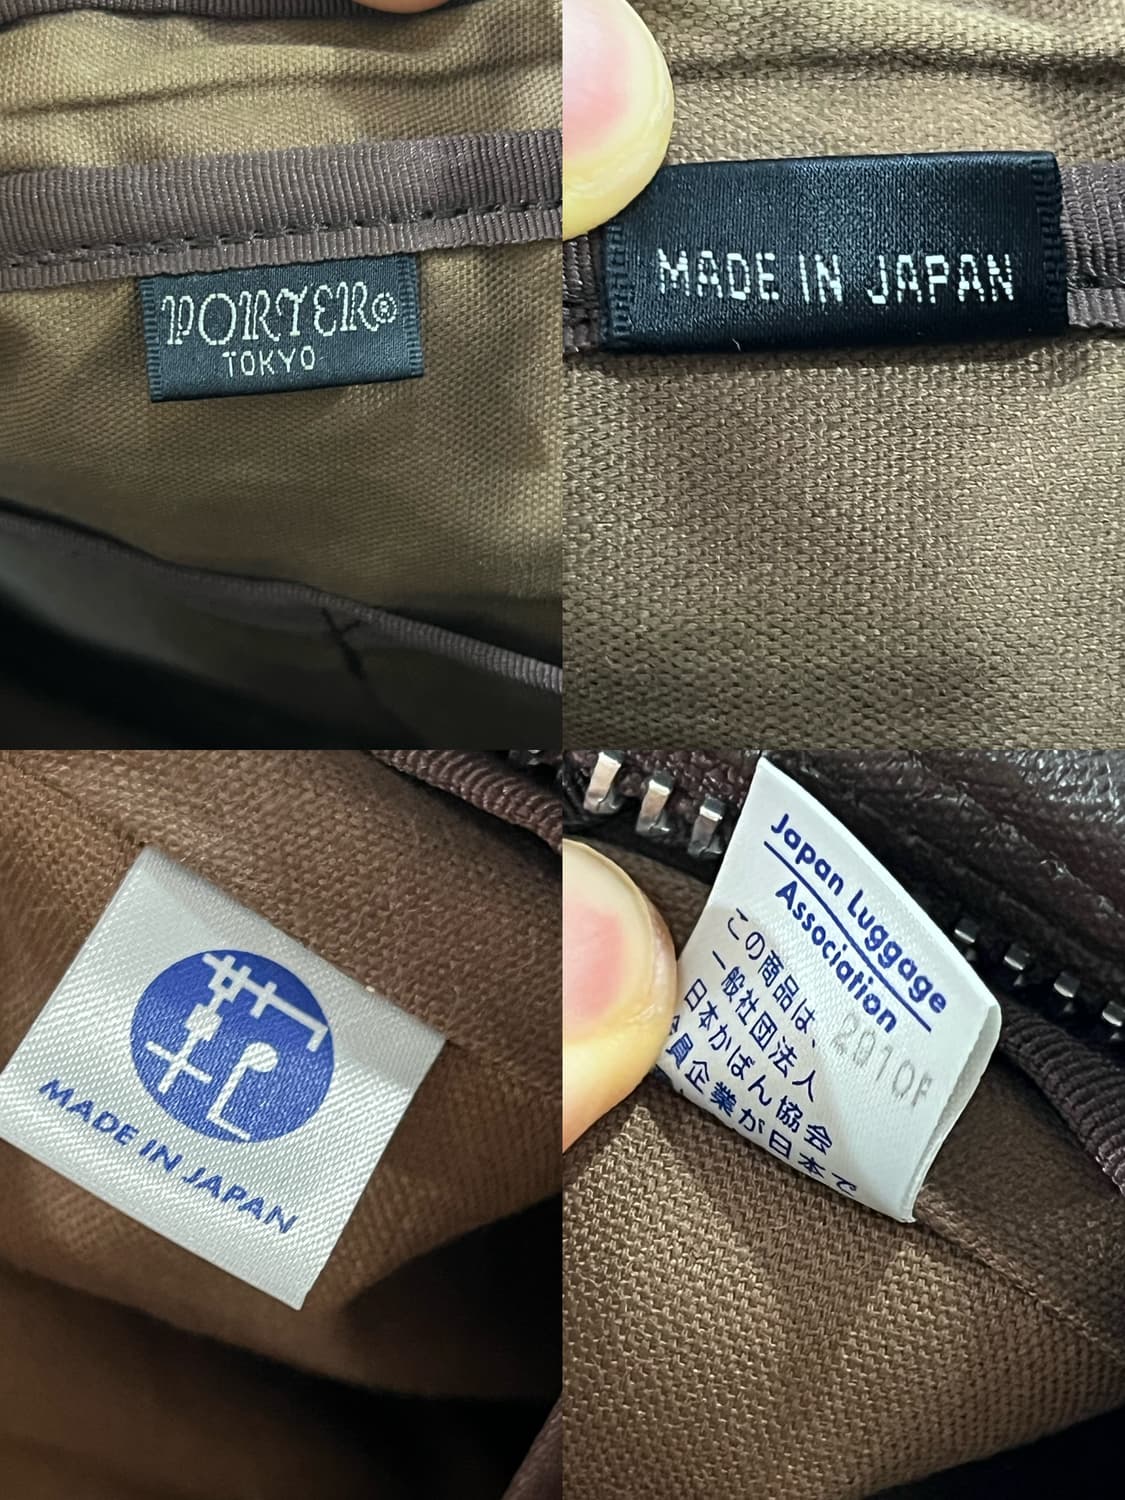 PORTER®
TOKYO
MADE IN JAPAN
MADE IN JAPAN
Japan Luggage
Association
この商品は、
一般社団法人
日本かばん協会
会員企業が日本で
2010F